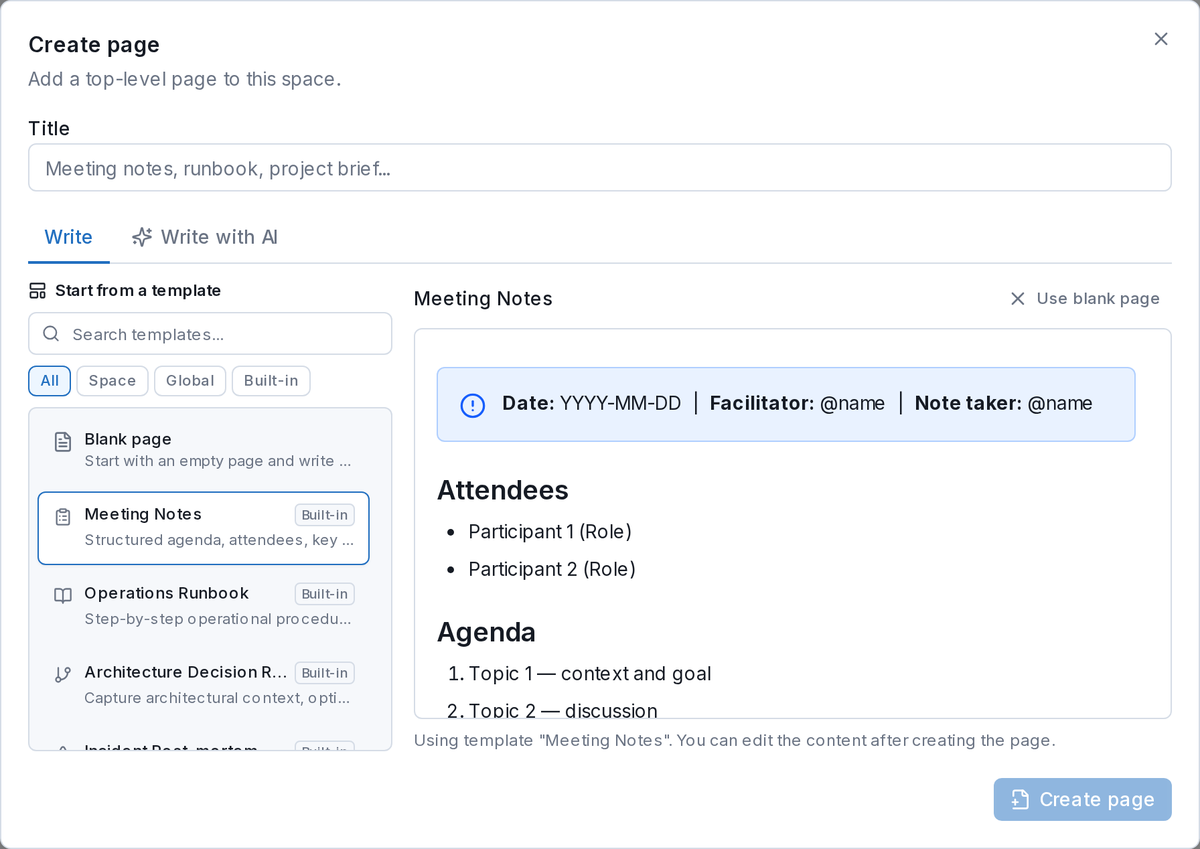 Create page
Add a top-level page to this space.
Title
Meeting notes, runbook, project brief...
Write
Write with AI
Start from a template
Search templates...
All
Space
Global
Built-in
Blank page
Start with an empty page and write ...
Meeting Notes
Built-in
Structured agenda, attendees, key ...
Operations Runbook
Built-in
Step-by-step operational procedu...
Architecture Decision R...
Built-in
Capture architectural context, opti...
Incident Post-mortem
Built-in
Meeting Notes
Use blank page
Date: YYYY-MM-DD | Facilitator: @name | Note taker: @name
Attendees
• Participant 1 (Role)
• Participant 2 (Role)
Agenda
1. Topic 1 — context and goal
2. Topic 2 — discussion
Using template "Meeting Notes". You can edit the content after creating the page.
Create page